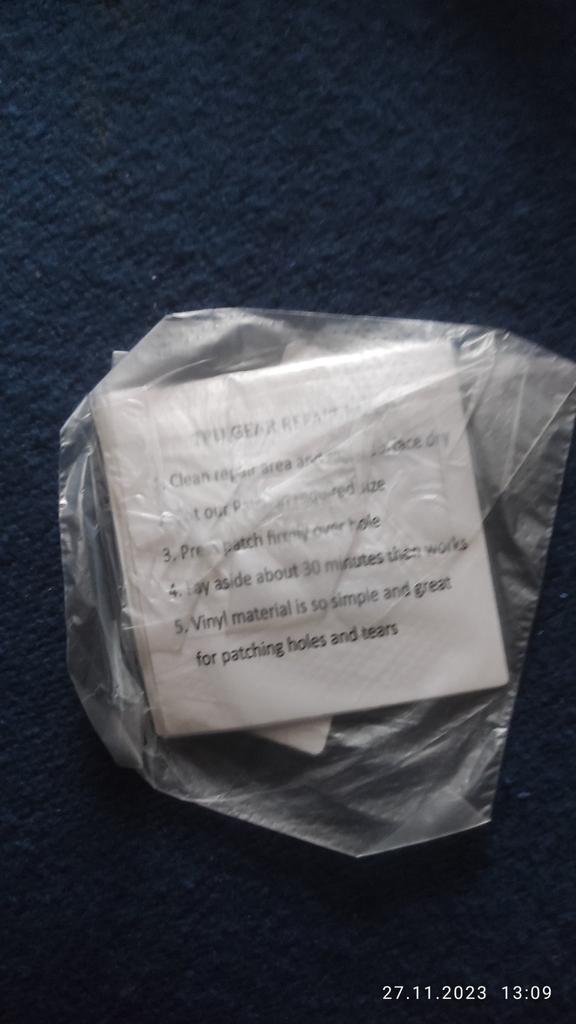 TPU GEAR REPAIR
1. Clean repair area and surface dry
our required size
3. Press patch firmly over hole
4. Lay aside about 30 minutes then works
5. Vinyl material is so simple and great
for patching holes and tears
27.11.2023 13:09